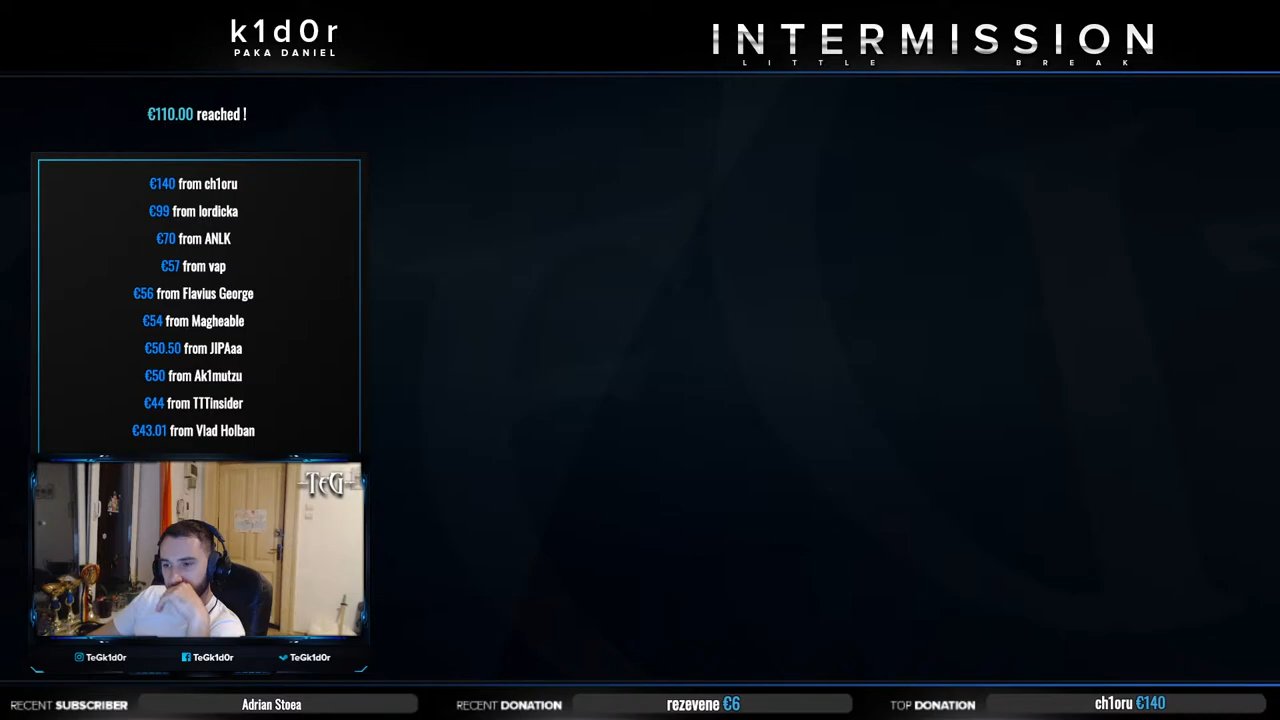 k1d0r
PAKA DANIEL
INTERMISSION
LITTLE BREAK
€110.00 reached !
€140 from ch1oru
€99 from lordicka
€70 from ANLK
€57 from vap
€56 from Flavius George
€54 from Magheable
€50.50 from JIPAaa
€50 from Ak1mutzu
€44 from TTTinsider
€43.01 from Vlad Holban
TeG
TeGk1d0r TeGk1d0r TeGk1d0r
RECENT SUBSCRIBER Adrian Stoea RECENT DONATION rezevene €6 TOP DONATION ch1oru €140